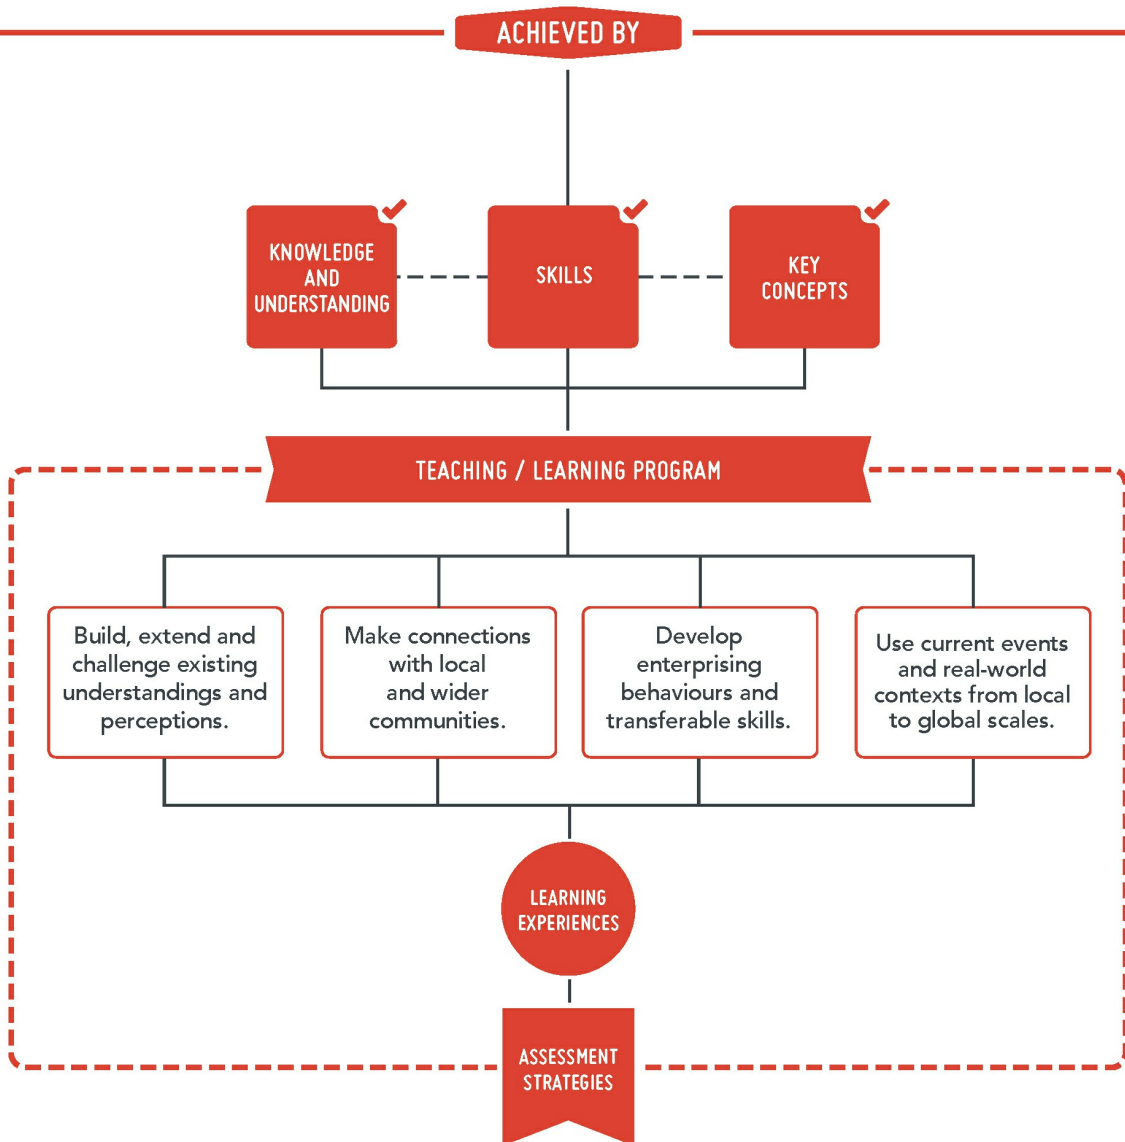 ACHIEVED BY
KNOWLEDGE
AND
UNDERSTANDING
SKILLS
KEY
CONCEPTS
TEACHING / LEARNING PROGRAM
Build, extend and
challenge existing
understandings and
perceptions.
Make connections
with local
and wider
communities.
Develop
enterprising
behaviours and
transferable skills.
Use current events
and real-world
contexts from local
to global scales.
LEARNING
EXPERIENCES
ASSESSMENT
STRATEGIES